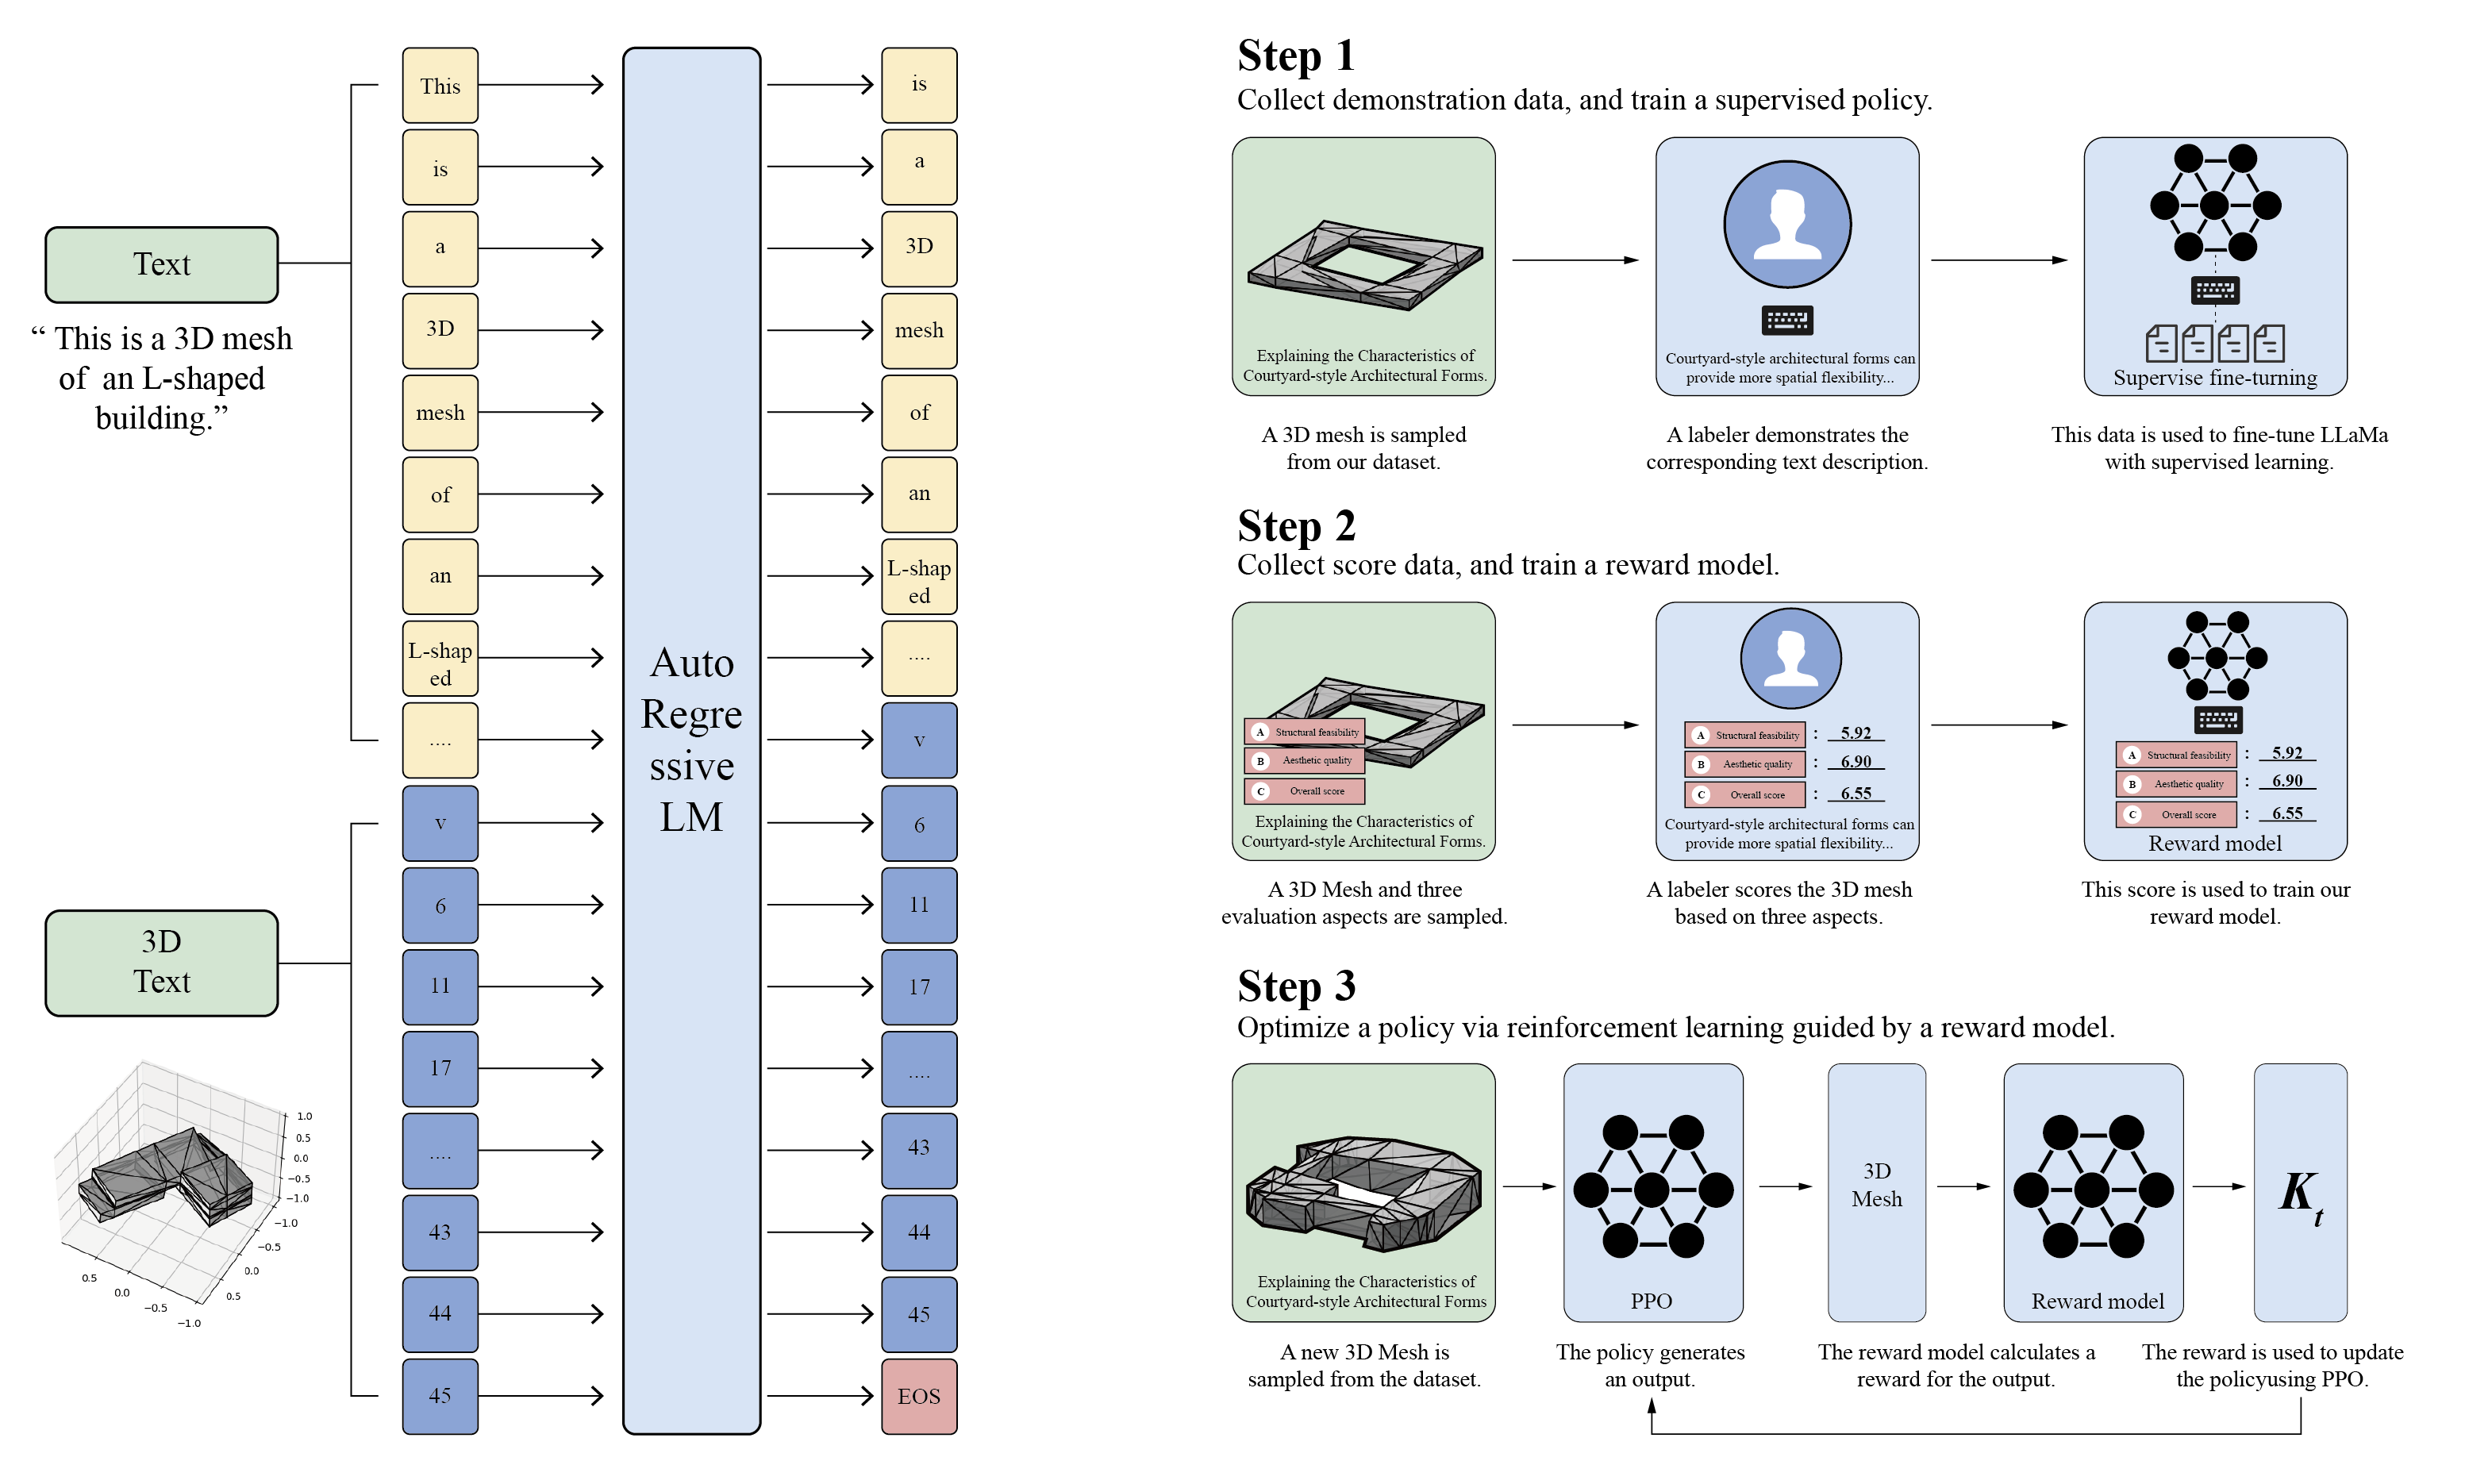 Text
“ This is a 3D mesh
of an L-shaped
building.”
3D
Text
1.0
0.5
0.0
−0.5
−1.0
−1.0
−0.5
0.0
0.5
0.5
0.0
−0.5
−1.0
This
is
a
3D
mesh
of
an
L-shap
ed
....
v
6
11
17
....
43
44
45
Auto
Regre
ssive
LM
is
a
3D
mesh
of
an
L-shap
ed
....
v
6
11
17
....
43
44
45
EOS
Step 1
Collect demonstration data, and train a supervised policy.
Explaining the Characteristics of
Courtyard-style Architectural Forms.
A 3D mesh is sampled
from our dataset.
Courtyard-style architectural forms can
provide more spatial flexibility...
A labeler demonstrates the
corresponding text description.
Supervise fine-turning
This data is used to fine-tune LLaMa
with supervised learning.
Step 2
Collect score data, and train a reward model.
A Structural feasibility
B Aesthetic quality
C Overall score
Explaining the Characteristics of
Courtyard-style Architectural Forms.
A 3D Mesh and three
evaluation aspects are sampled.
A Structural feasibility : 5.92
B Aesthetic quality : 6.90
C Overall score : 6.55
Courtyard-style architectural forms can
provide more spatial flexibility...
A labeler scores the 3D mesh
based on three aspects.
A Structural feasibility : 5.92
B Aesthetic quality : 6.90
C Overall score : 6.55
Reward model
This score is used to train our
reward model.
Step 3
Optimize a policy via reinforcement learning guided by a reward model.
Explaining the Characteristics of
Courtyard-style Architectural Forms
A new 3D Mesh is
sampled from the dataset.
PPO
The policy generates
an output.
3D
Mesh
Reward model
The reward model calculates a
reward for the output.
Kt
The reward is used to update
the policyusing PPO.